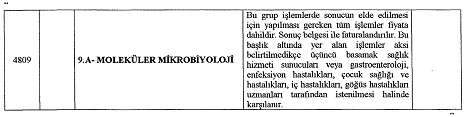 "
4809
9.A- MOLEKÜLER MİKROBİYOLOJİ
Bu grup işlemlerde sonucun elde edilmesi
için yapılması gereken tüm işlemler fiyata
dahildir. Sonuç belgesi ile faturalandırılır. Bu
başlık altında yer alan işlemler aksi
belirtilmedikçe üçüncü basamak sağlık
hizmeti sunucuları veya gastroenteroloji,
enfeksiyon hastalıkları, çocuk sağlığı ve
hastalıkları, iç hastalıkları, göğüs hastalıkları
uzmanları tarafından istenilmesi halinde
karşılanır.
"